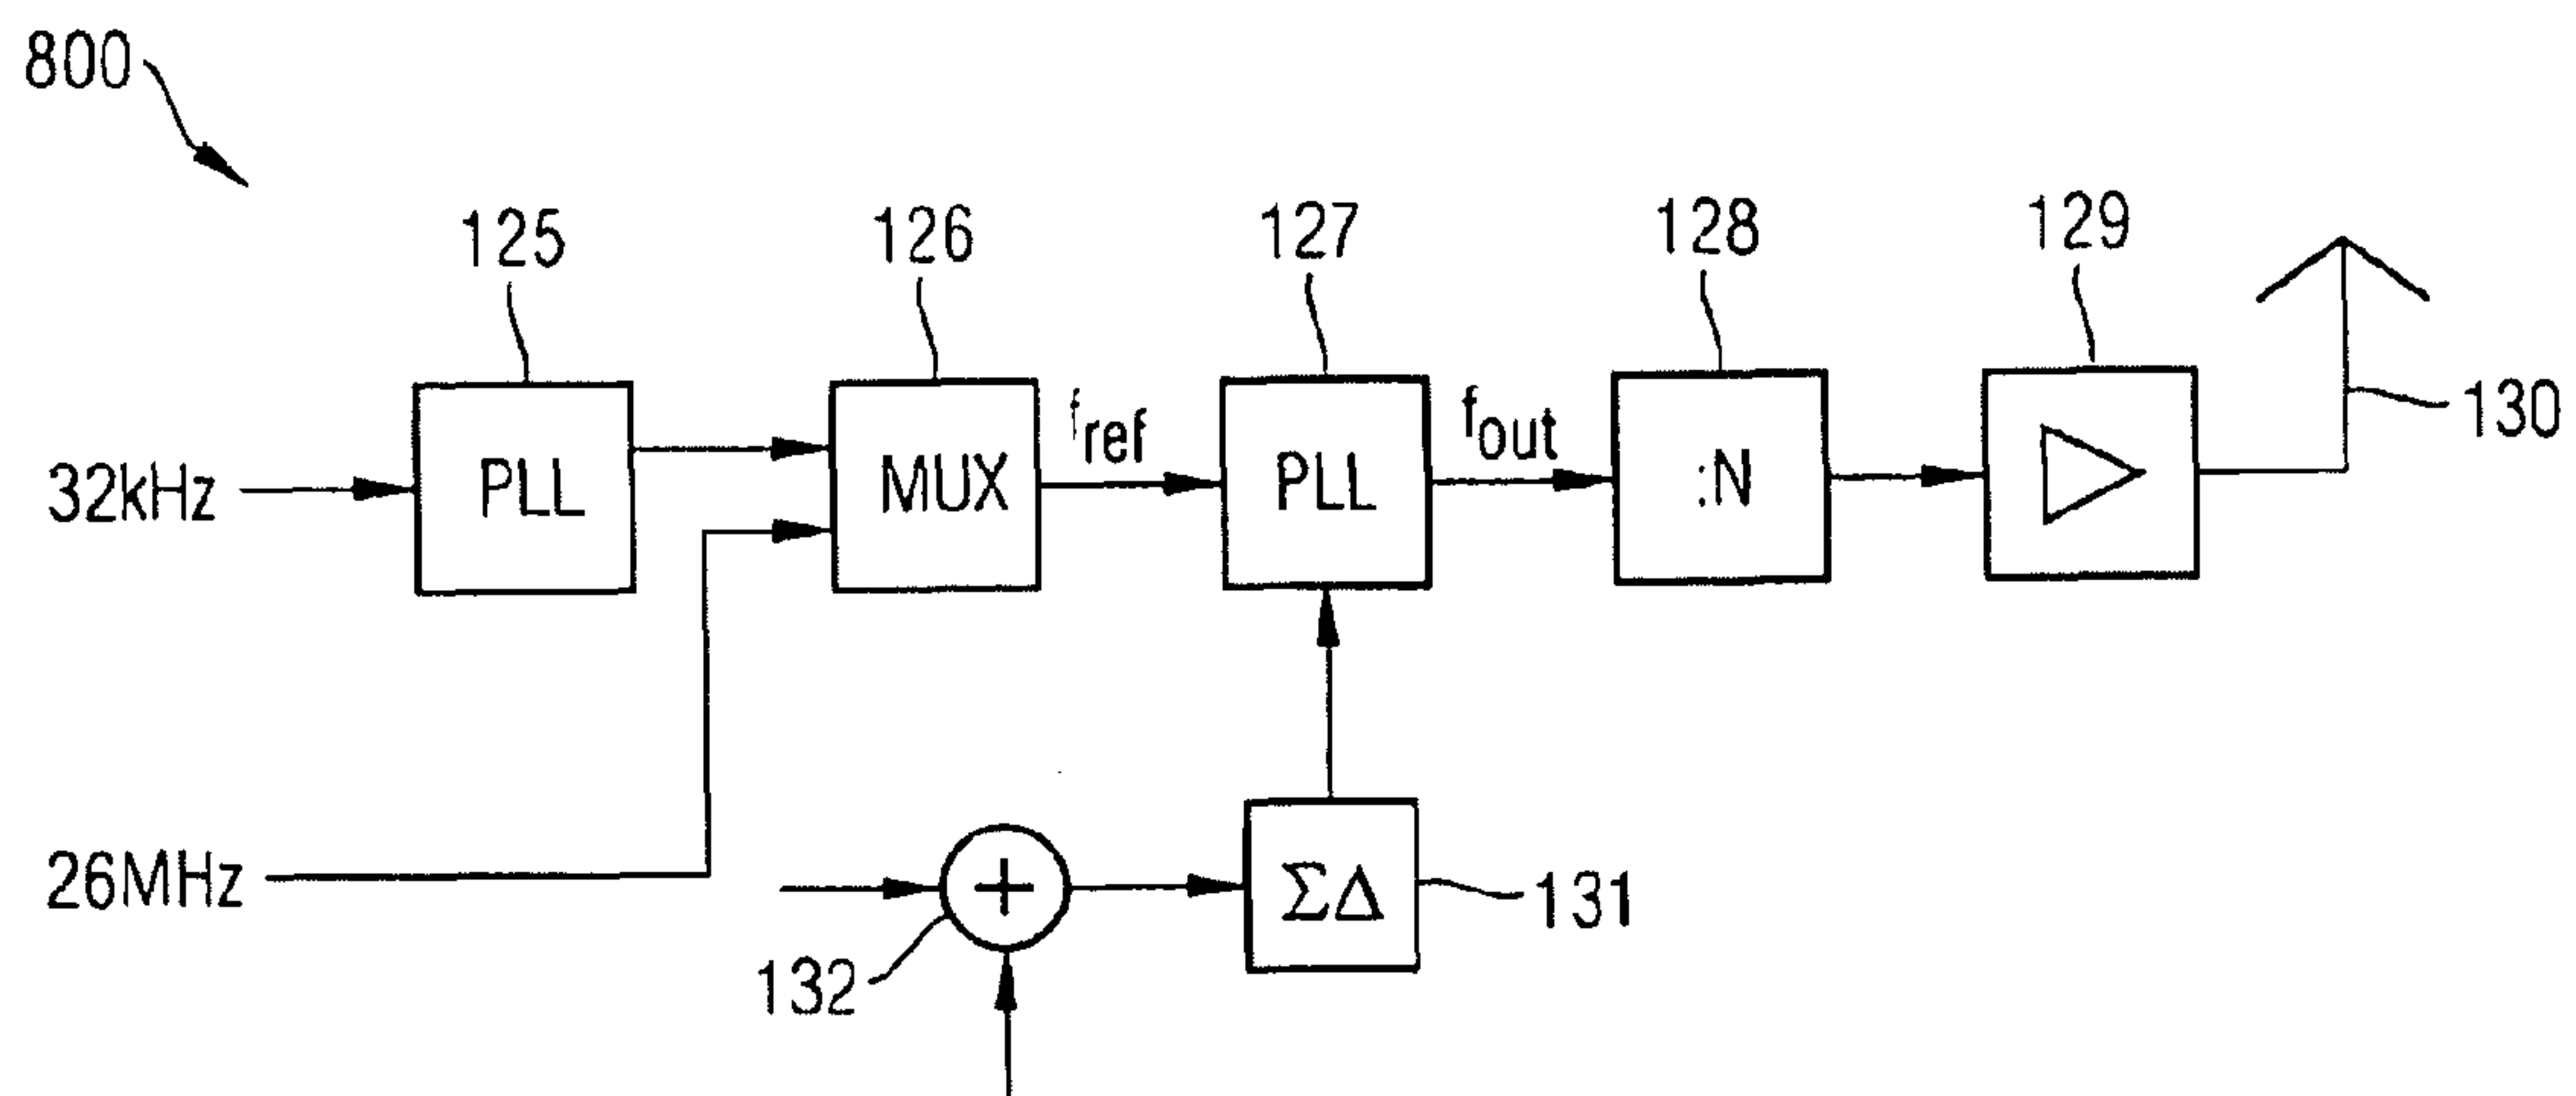 800
125
126
127
128
129
130
32kHz
PLL
MUX
fref
PLL
fout
:N
26MHz
132
+
ΣΔ
131